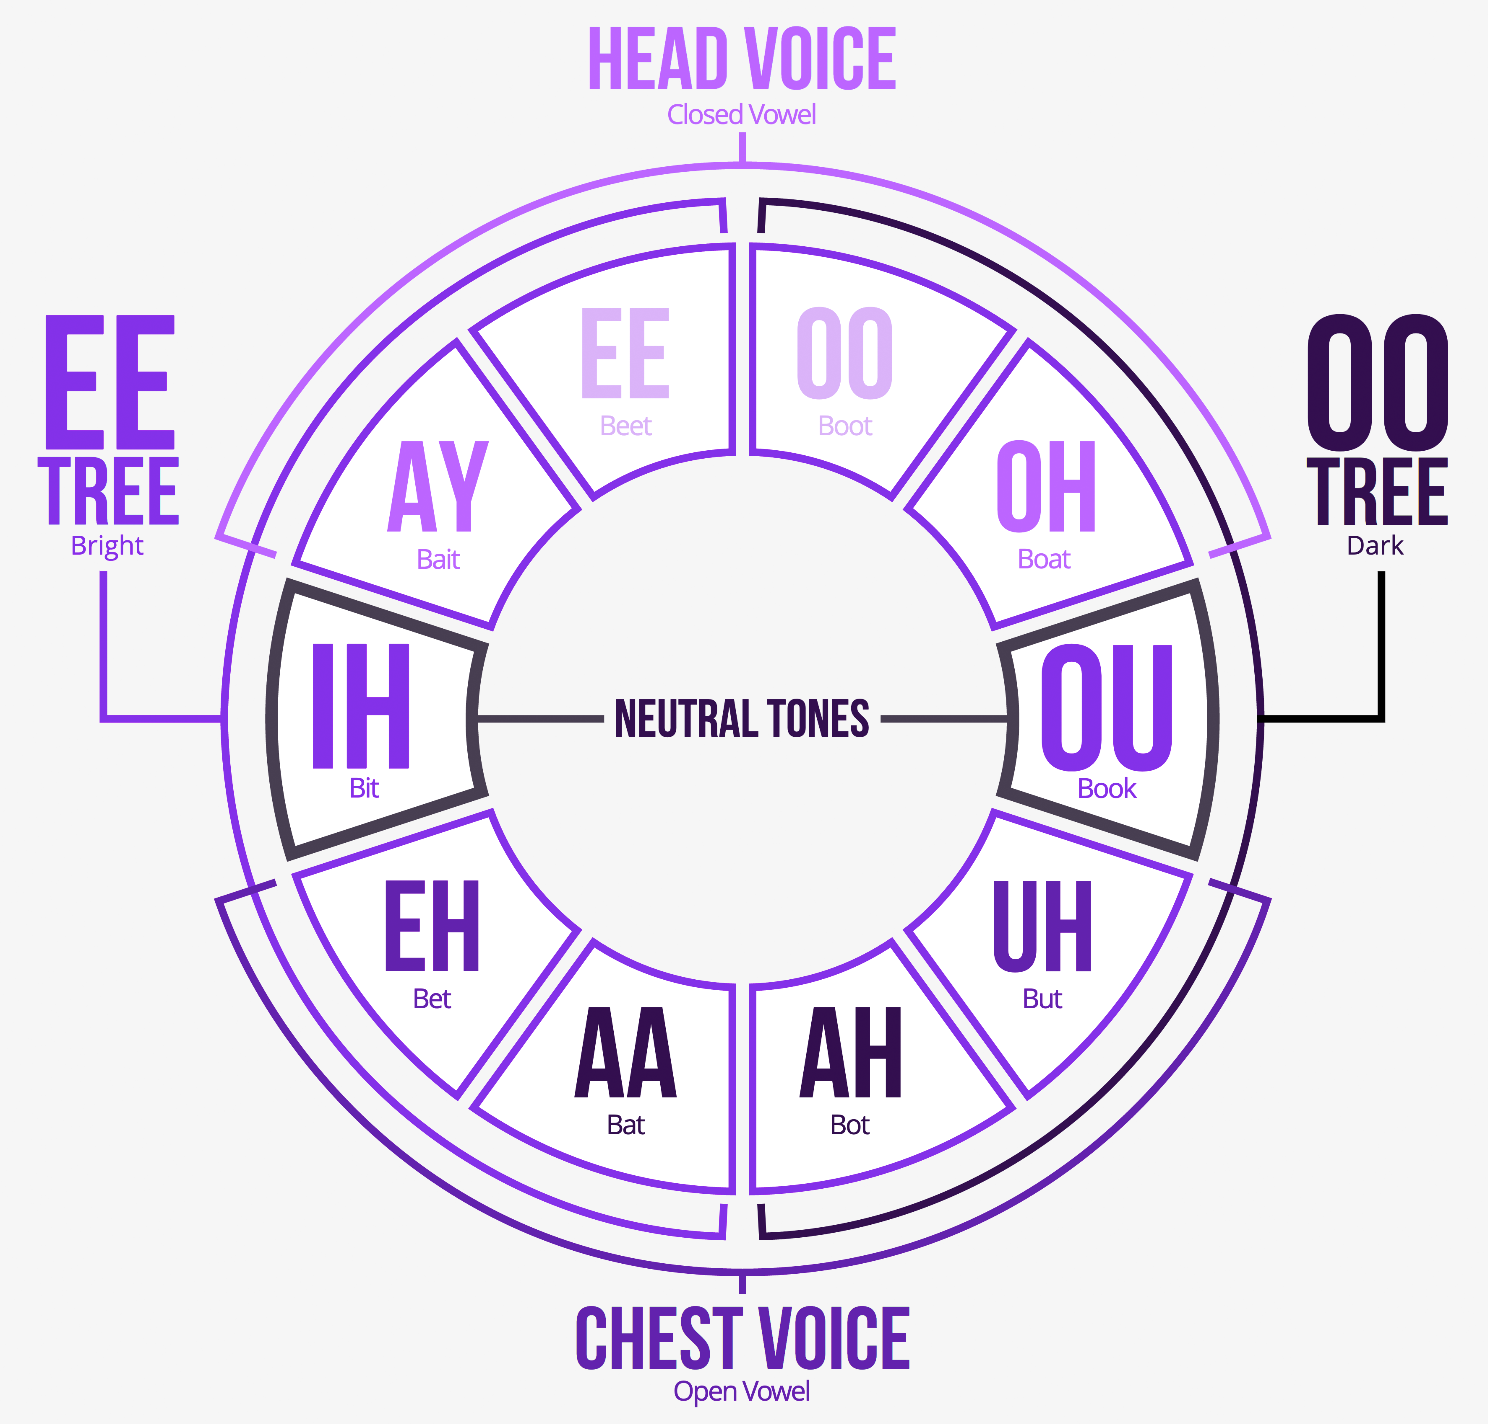 HEAD VOICE
Closed Vowel
EE
TREE
Bright
OO
TREE
Dark
EE
Beet
OO
Boot
AY
Bait
OH
Boat
IH
Bit
NEUTRAL TONES
OU
Book
EH
Bet
UH
But
AA
Bat
AH
Bot
CHEST VOICE
Open Vowel